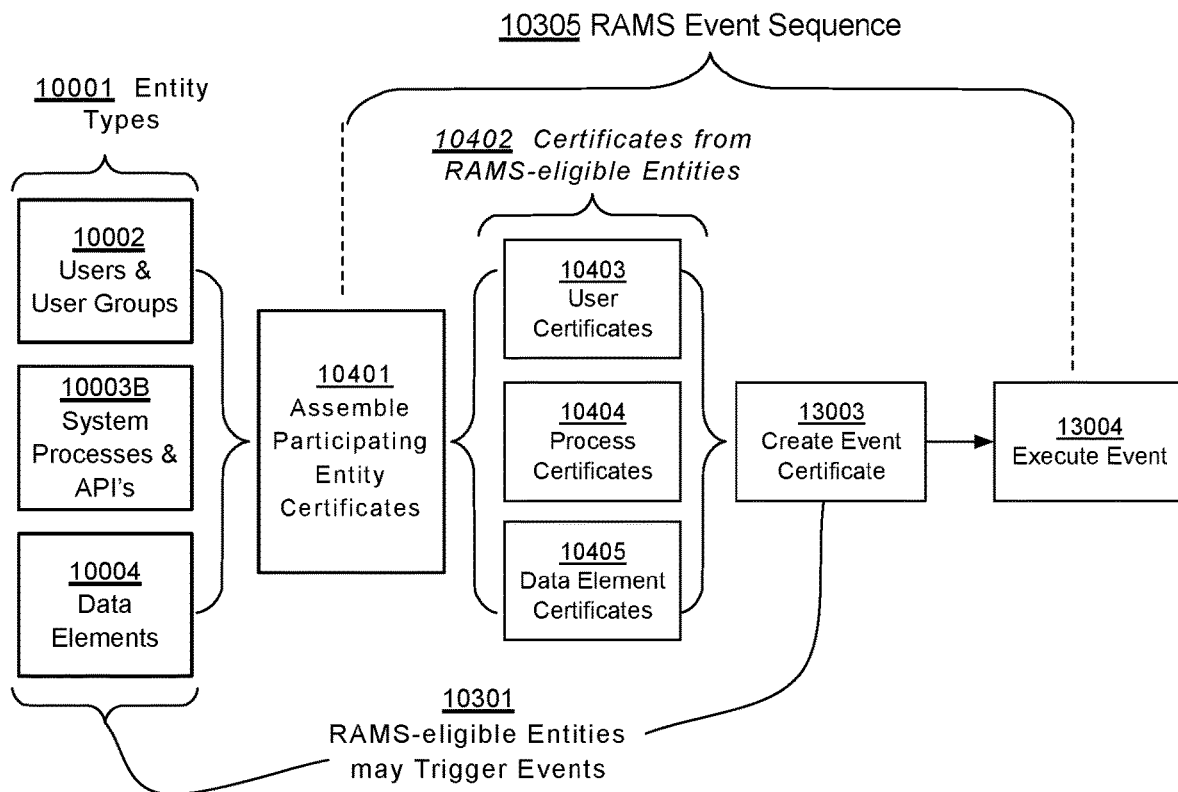 10305 RAMS Event Sequence
10001 Entity
Types
10402 Certificates from
RAMS-eligible Entities
10002
Users &
User Groups
10003B
System
Processes &
API's
10004
Data
Elements
10401
Assemble
Participating
Entity
Certificates
10403
User
Certificates
10404
Process
Certificates
10405
Data Element
Certificates
13003
Create Event
Certificate
13004
Execute Event
10301
RAMS-eligible Entities
may Trigger Events